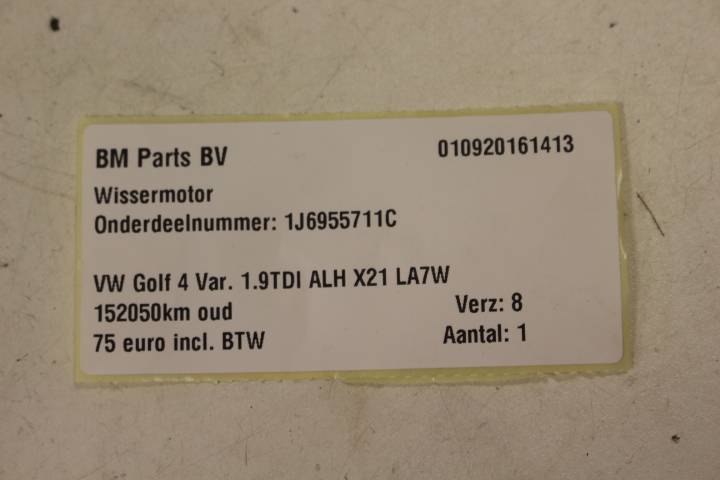 BM Parts BV 010920161413
Wissermotor
Onderdeelnummer: 1J6955711C
VW Golf 4 Var. 1.9TDI ALH X21 LA7W
152050km oud Verz: 8
75 euro incl. BTW Aantal: 1